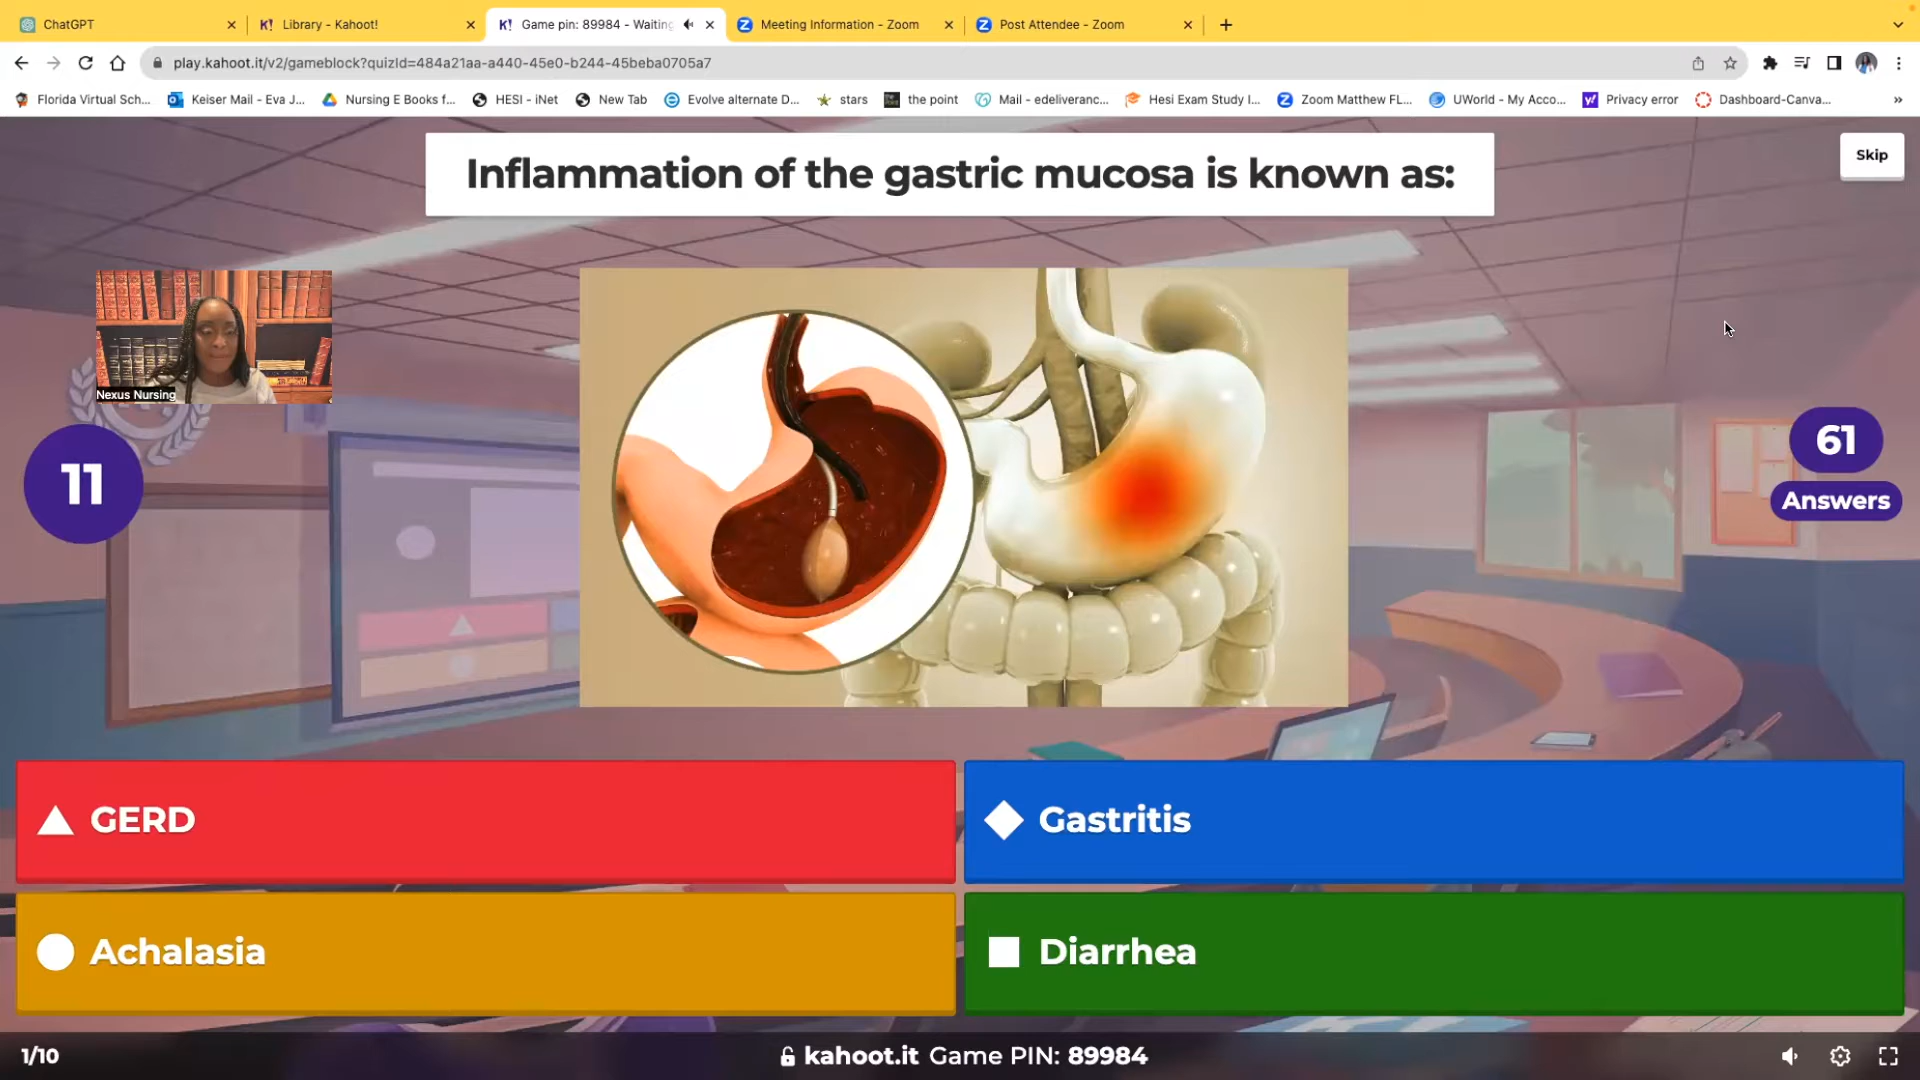 ChatGPT
Library - Kahoot!
Game pin: 89984 - Waitin
Meeting Information - Zoom
Post Attendee - Zoom
play.kahoot.it/v2/gameblock?quizId=484a21aa-a440-45e0-b244-45beba0705a7
Florida Virtual Sch...
Keiser Mail - Eva J...
Nursing E Books f...
HESI - iNet
New Tab
Evolve alternate D...
stars
the point
Mail - edeliveranc...
Hesi Exam Study I...
Zoom Matthew FL...
UWorld - My Acco...
Privacy error
Dashboard-Canva...
Inflammation of the gastric mucosa is known as:
Skip
Nexus Nursing
11
61
Answers
GERD
Gastritis
Achalasia
Diarrhea
1/10
kahoot.it Game PIN: 89984